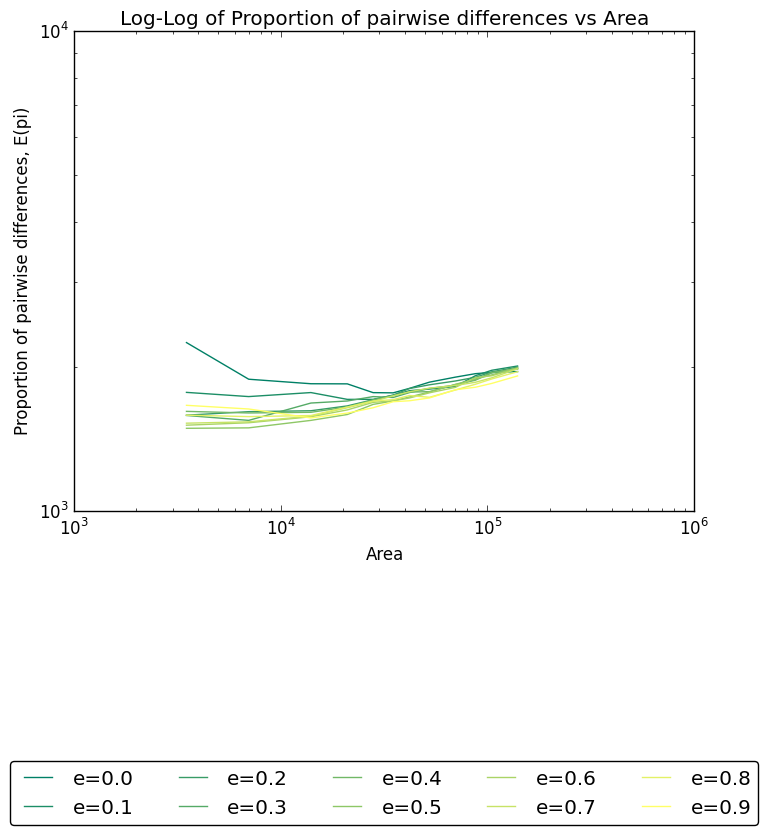 Log-Log of Proportion of pairwise differences vs Area
Proportion of pairwise differences, E(pi)
10^4
10^3
10^3 10^4 10^5 10^6
Area
e=0.0 e=0.2 e=0.4 e=0.6 e=0.8
e=0.1 e=0.3 e=0.5 e=0.7 e=0.9